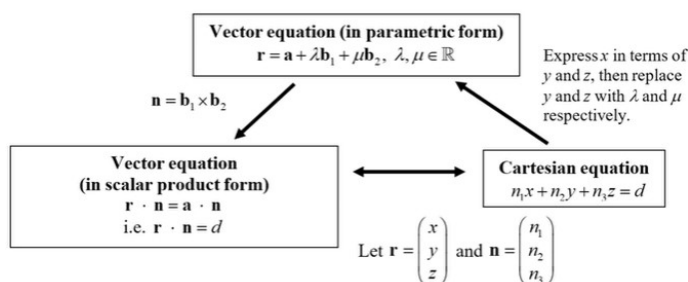 Vector equation (in parametric form)
r = a + λb₁ + μb₂, λ, μ ∈ ℝ
Express x in terms of
y and z, then replace
y and z with λ and μ
respectively.
n = b₁ × b₂
Vector equation
(in scalar product form)
r · n = a · n
i.e. r · n = d
Cartesian equation
n₁x + n₂y + n₃z = d
Let r = (x y z) and n = (n₁ n₂ n₃)